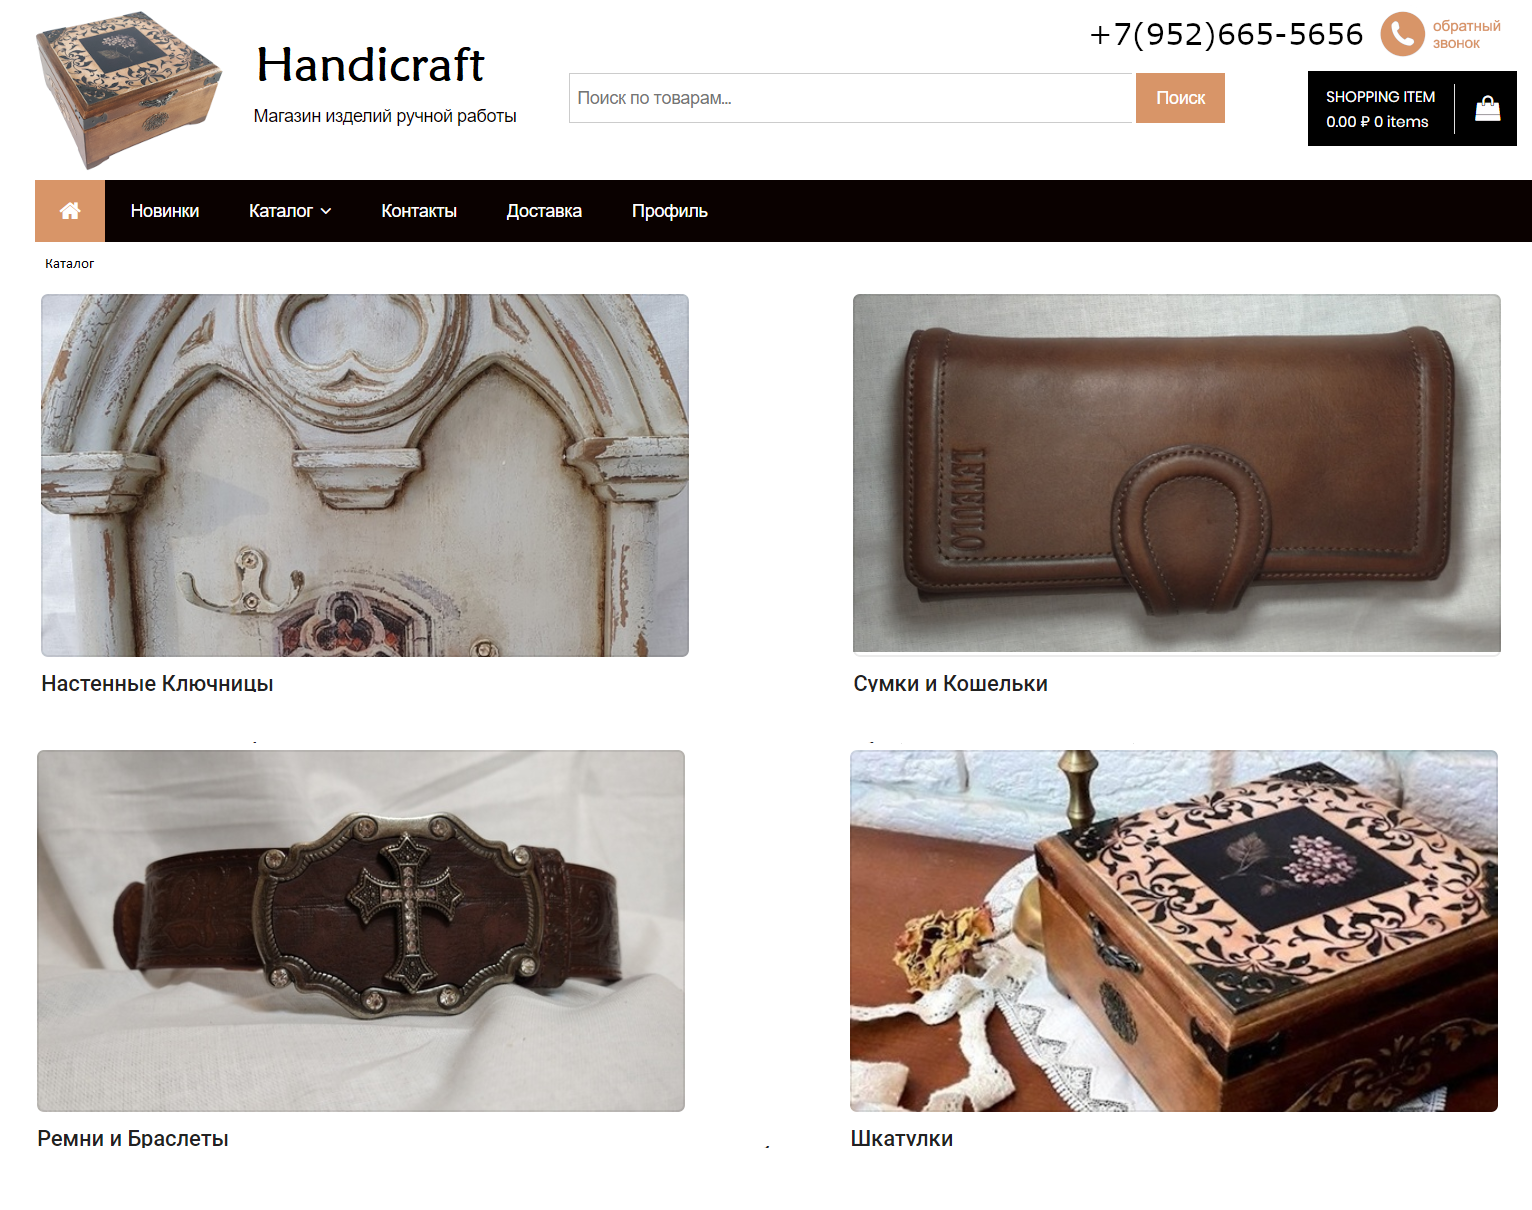 +7(952)665-5656
обратный
звонок
Handicraft
Магазин изделий ручной работы
Поиск по товарам...
Поиск
SHOPPING ITEM
0.00 ₽ 0 items
Новинки
Каталог
Контакты
Доставка
Профиль
Каталог
LEVEULO
Настенные Ключницы
Сумки и Кошельки
Ремни и Браслеты
Шкатулки